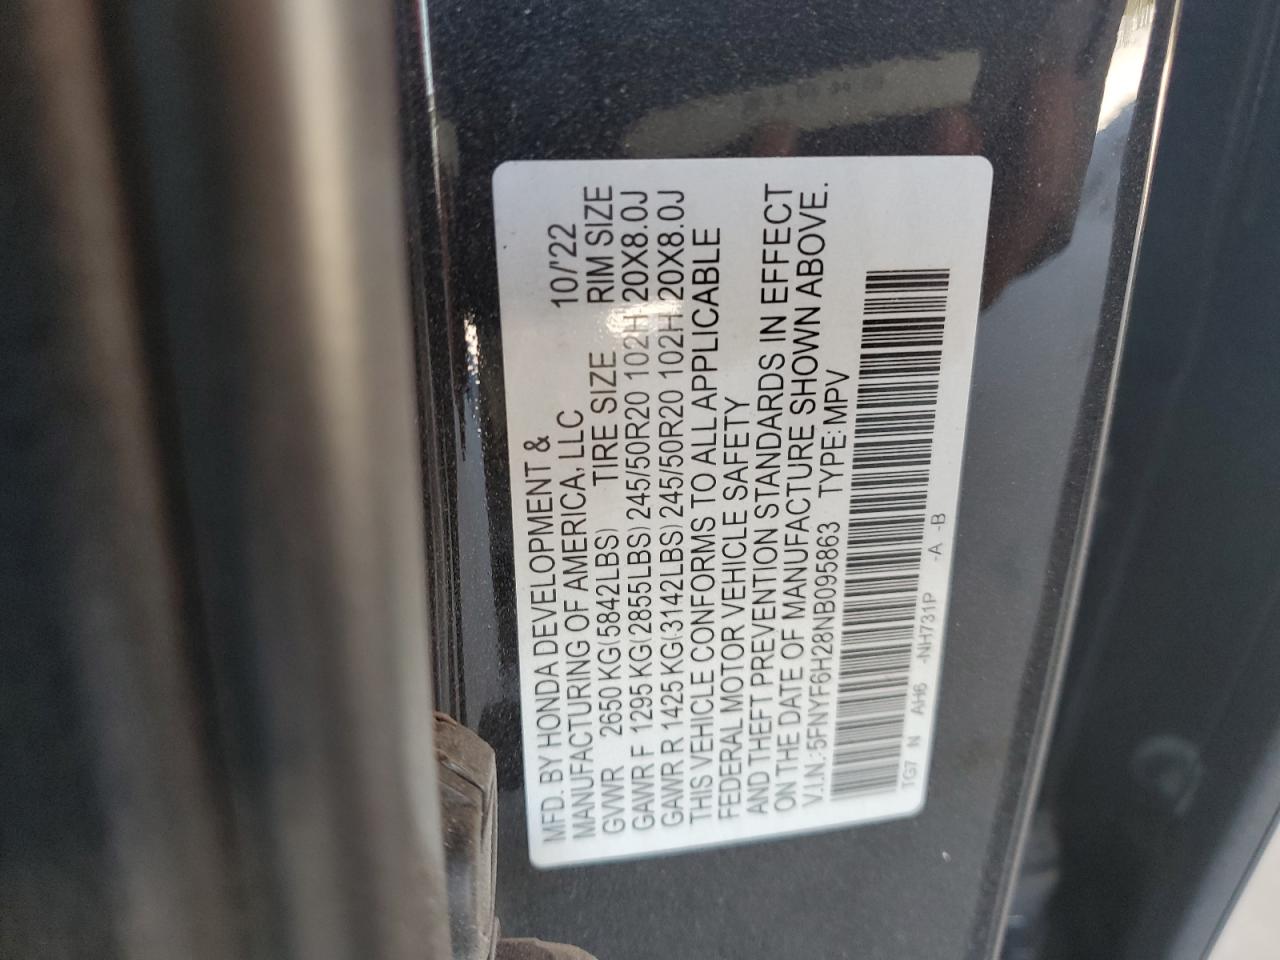 MFD. BY HONDA DEVELOPMENT & 10/'22
MANUFACTURING OF AMERICA, LLC
GVWR 2650 KG(5842LBS) TIRE SIZE RIM SIZE
GAWR F 1295 KG(2855LBS) 245/50R20 102H 20X8.0J
GAWR R 1425 KG(3142LBS) 245/50R20 102H 20X8.0J
THIS VEHICLE CONFORMS TO ALL APPLICABLE
FEDERAL MOTOR VEHICLE SAFETY
AND THEFT PREVENTION STANDARDS IN EFFECT
ON THE DATE OF MANUFACTURE SHOWN ABOVE.
V.I.N.: 5FNYF6H28NB095863 TYPE: MPV
TG7 N AH6 -NH731P -A -B